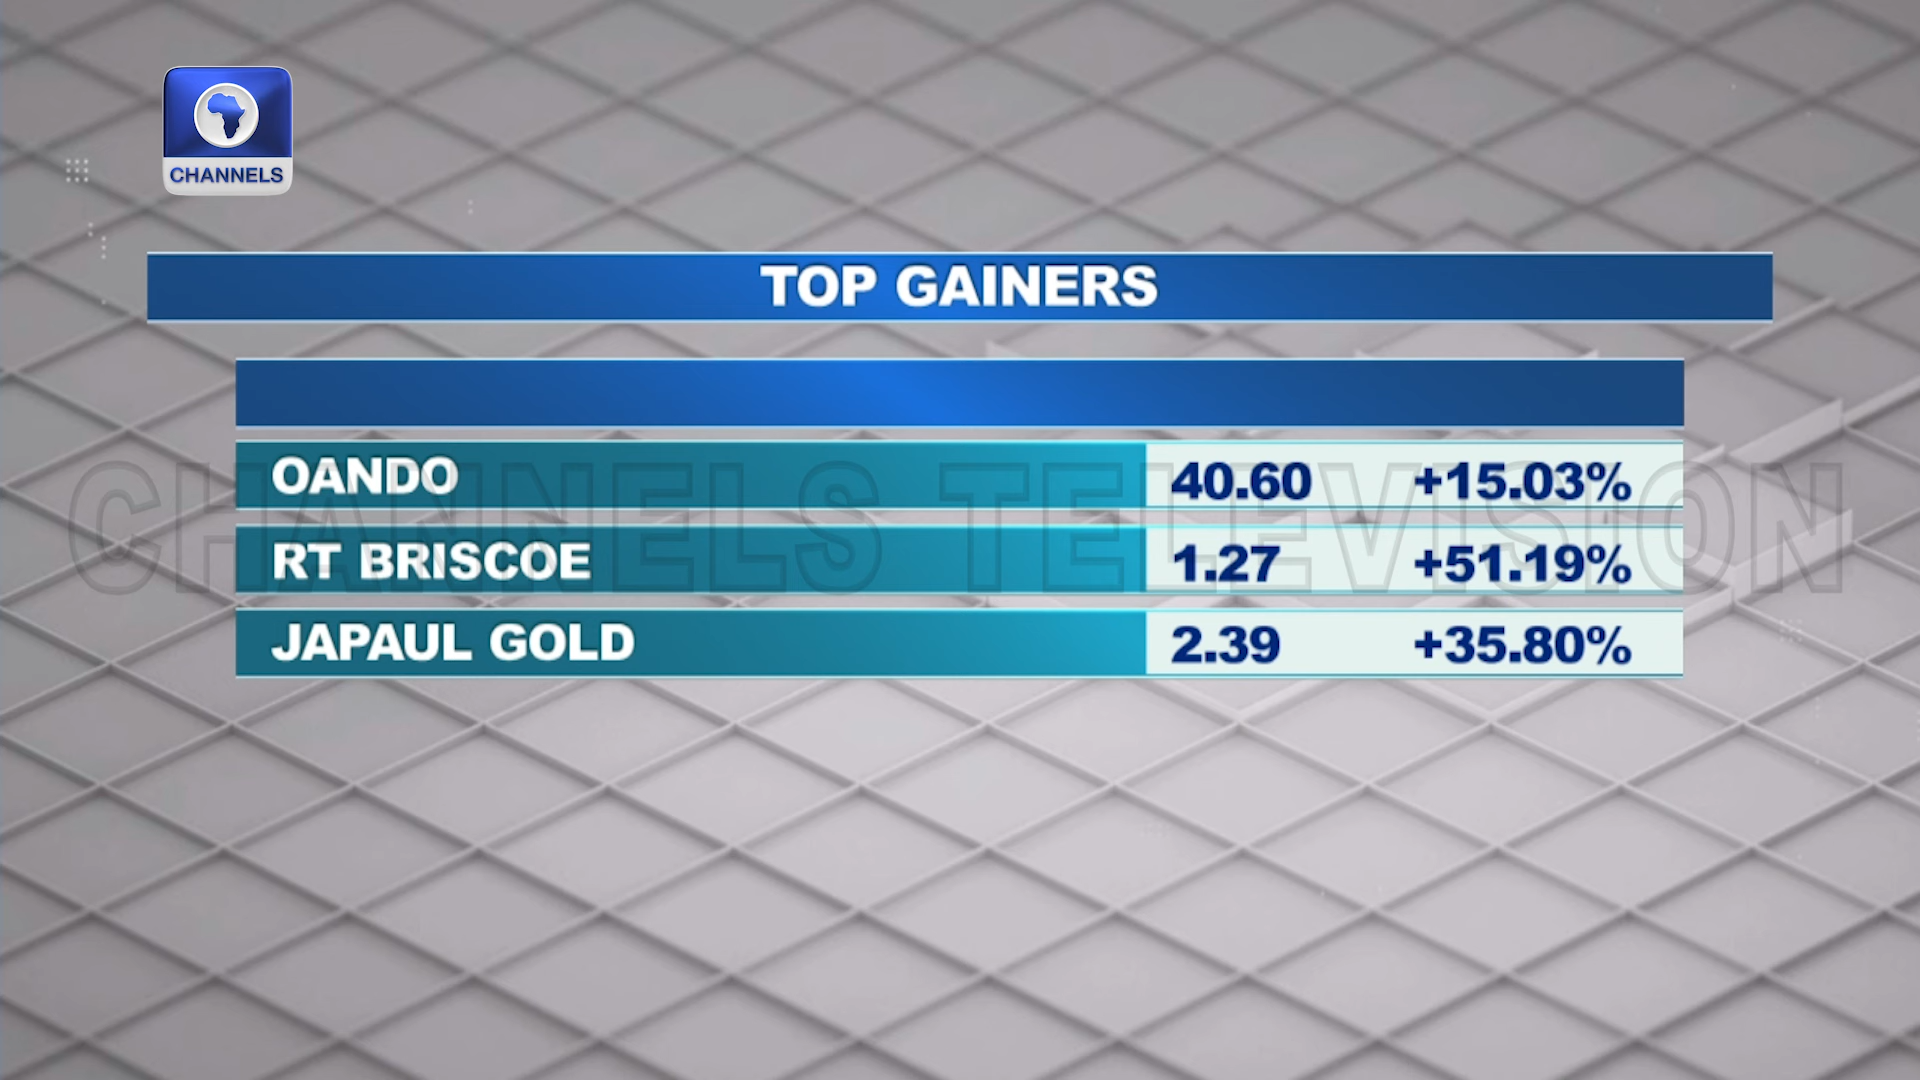 CHANNELS
TOP GAINERS
OANDO 40.60 +15.03%
RT BRISCOE 1.27 +51.19%
JAPAUL GOLD 2.39 +35.80%
CHANNELS TELEVISION